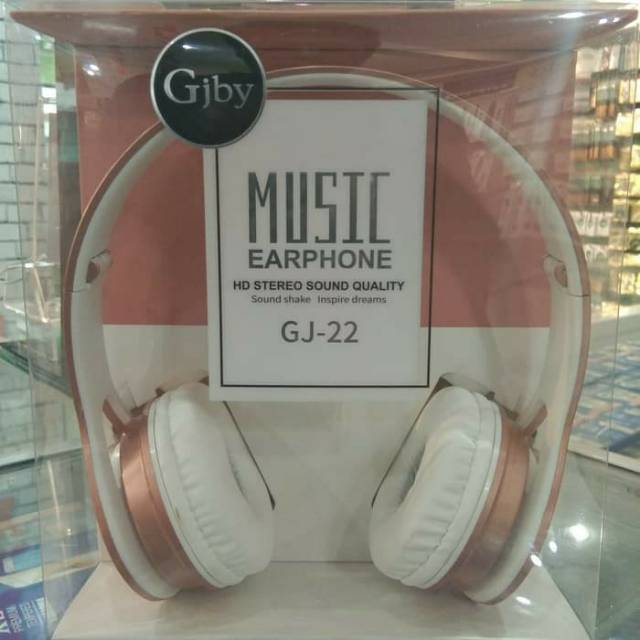 Gjby
MUSIC
EARPHONE
HD STEREO SOUND QUALITY
Sound shake Inspire dreams
GJ-22